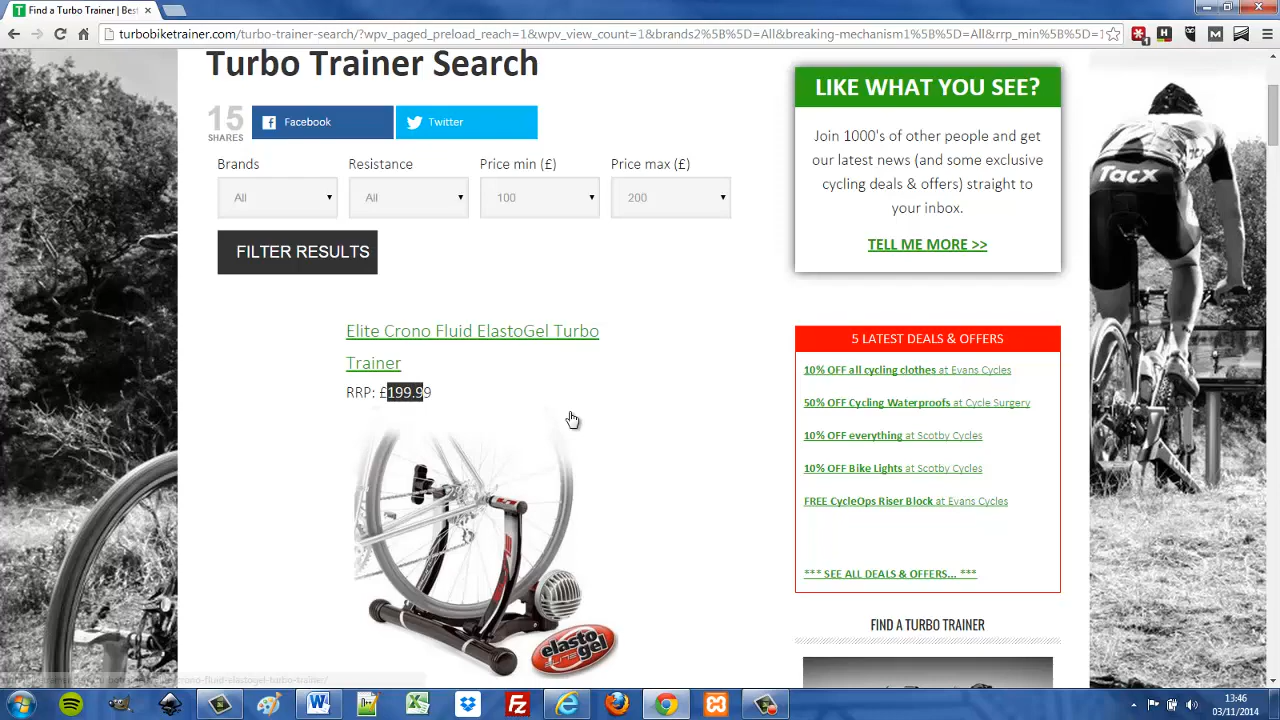 Find a Turbo Trainer | Bes
turbobiketrainer.com/turbo-trainer-search/?wpv_paged_preload_reach=1&wpv_view_count=1&brands2%5B%5D=All&breaking-mechanism1%5B%5D=All&rrp_min%5B%5D=1
Turbo Trainer Search
15
SHARES
Facebook
Twitter
Brands
Resistance
Price min (£)
Price max (£)
All
All
100
200
FILTER RESULTS
Elite Crono Fluid ElastoGel Turbo
Trainer
RRP: £199.99
elasto
gel
LIKE WHAT YOU SEE?
Join 1000's of other people and get
our latest news (and some exclusive
cycling deals & offers) straight to
your inbox.
TELL ME MORE >>
5 LATEST DEALS & OFFERS
10% OFF all cycling clothes at Evans Cycles
50% OFF Cycling Waterproofs at Cycle Surgery
10% OFF everything at Scotby Cycles
10% OFF Bike Lights at Scotby Cycles
FREE CycleOps Riser Block at Evans Cycles
*** SEE ALL DEALS & OFFERS... ***
FIND A TURBO TRAINER
Tacx
13:46
03/11/2014